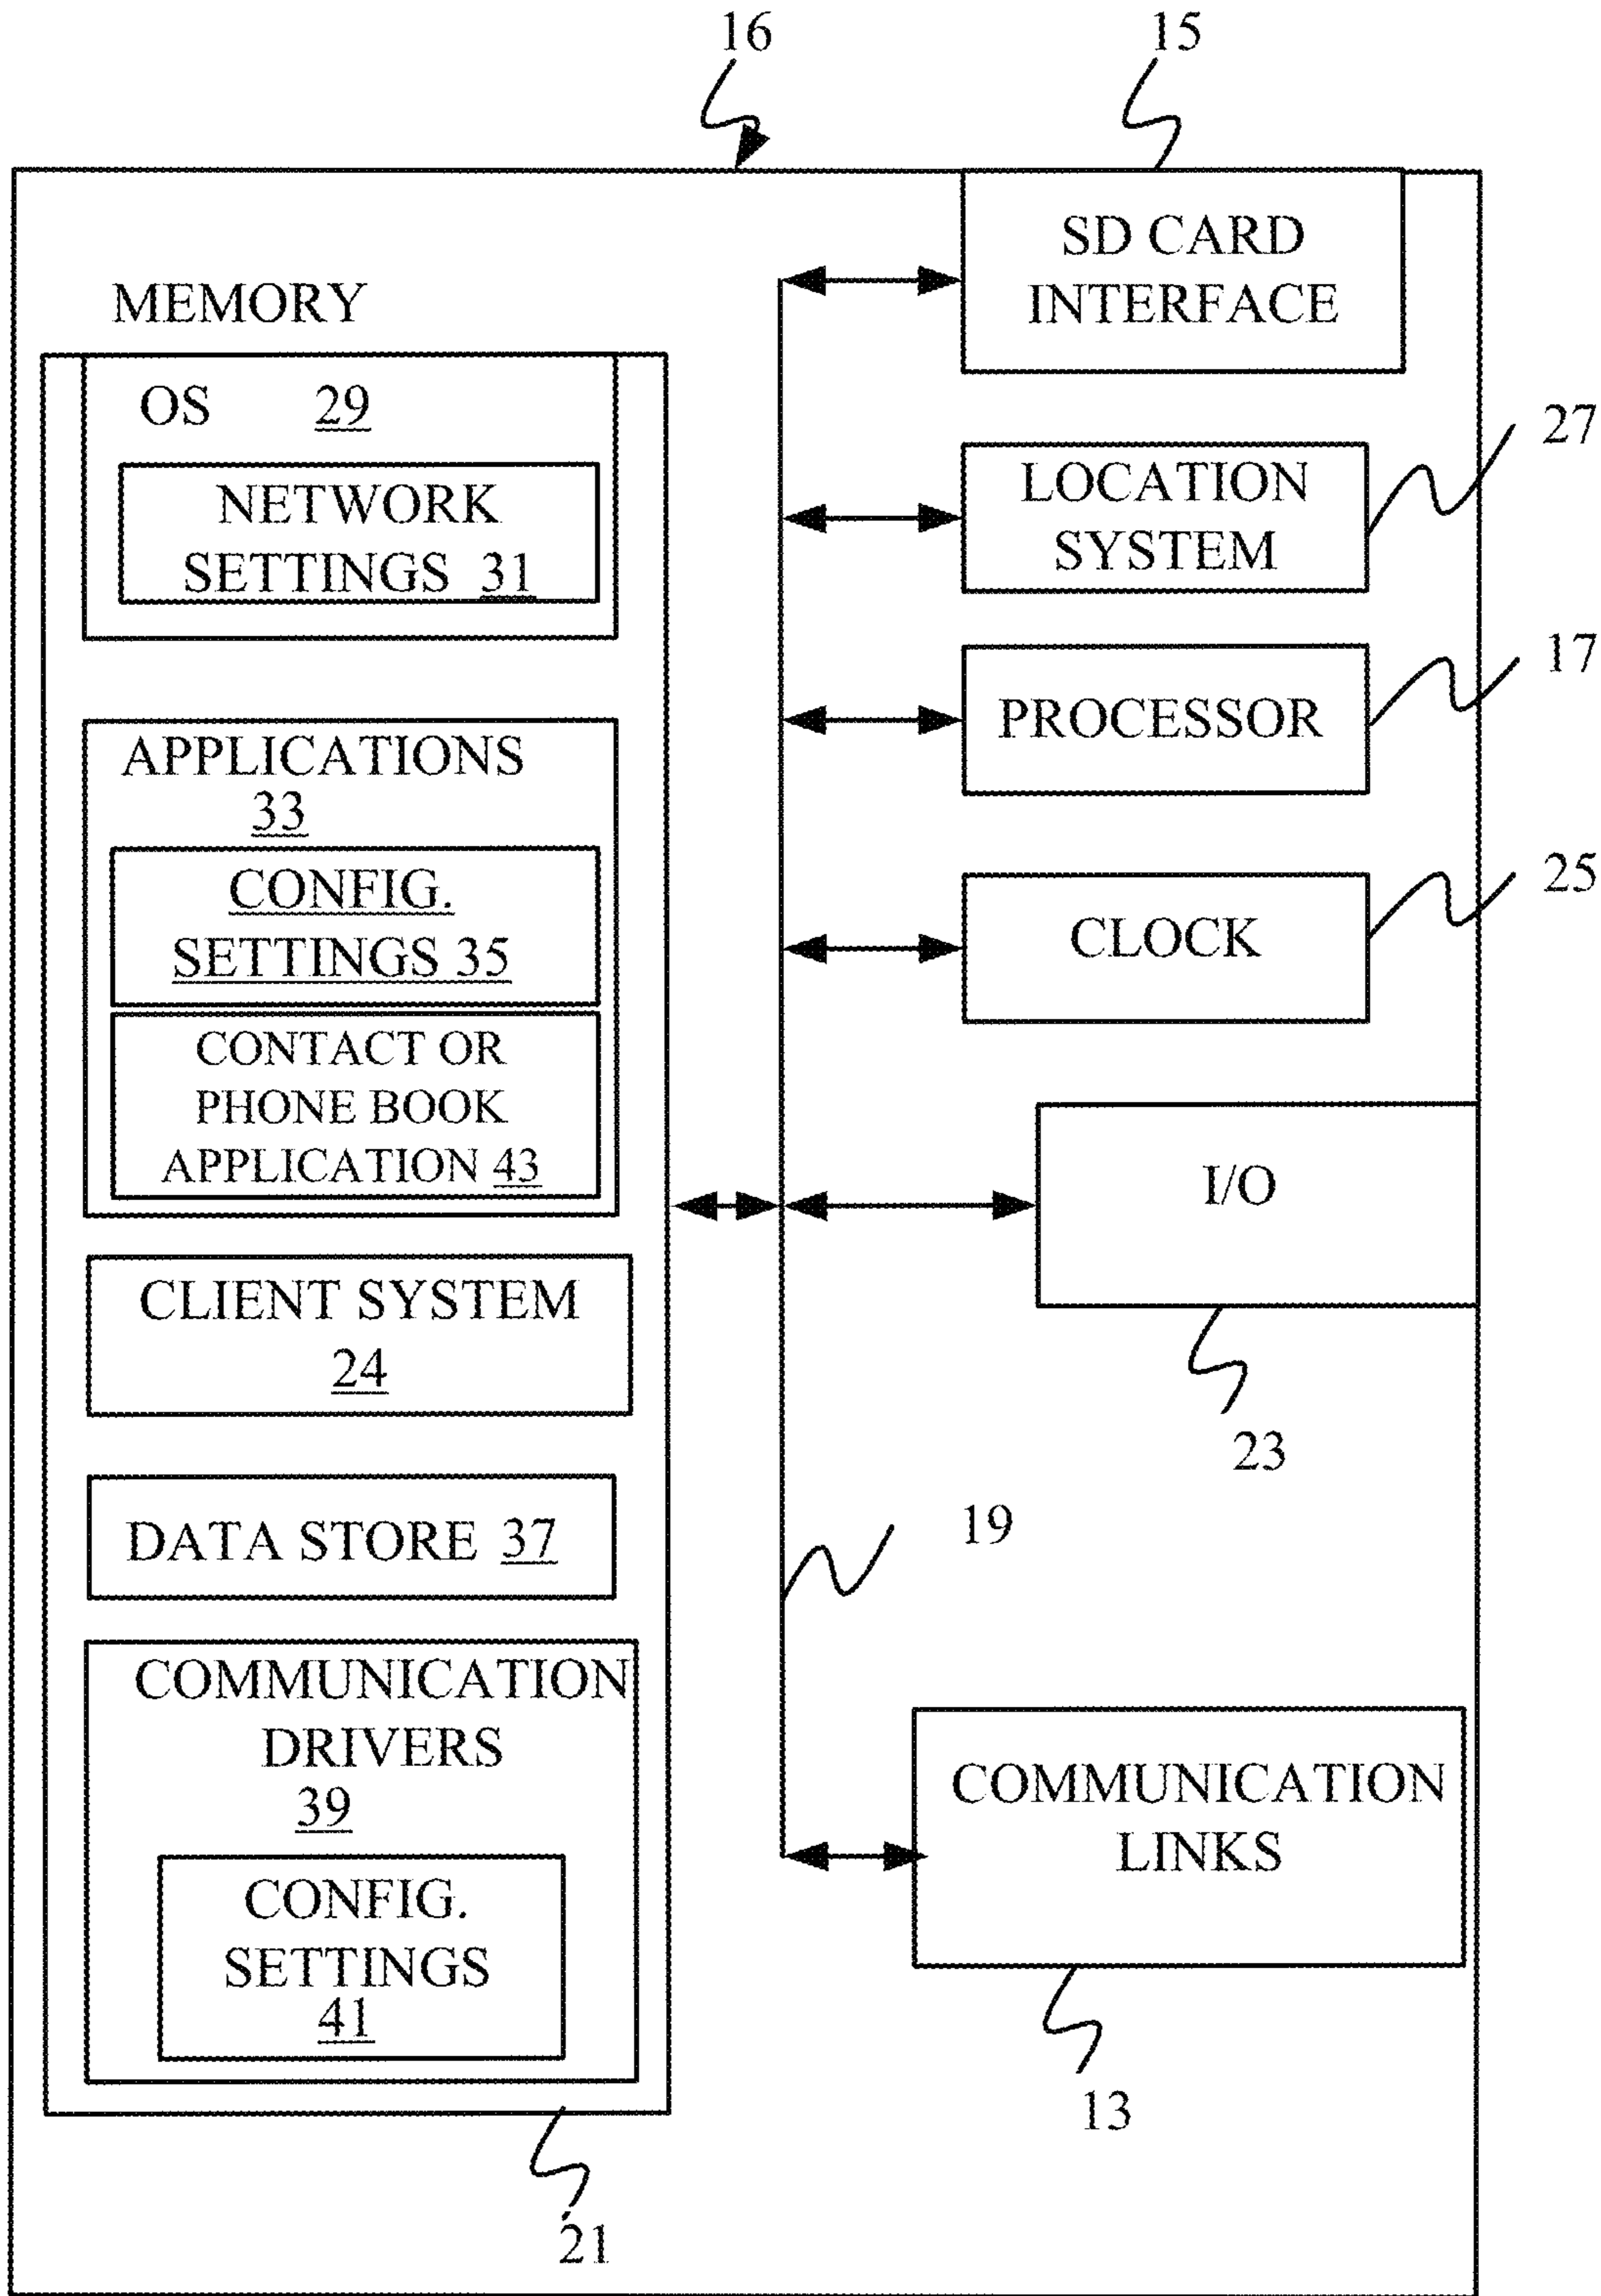 16
15
SD CARD
INTERFACE
MEMORY
OS 29
NETWORK
SETTINGS 31
27
LOCATION
SYSTEM
17
PROCESSOR
APPLICATIONS
33
CONFIG.
SETTINGS 35
25
CLOCK
CONTACT OR
PHONE BOOK
APPLICATION 43
I/O
CLIENT SYSTEM
24
23
DATA STORE 37
19
COMMUNICATION
DRIVERS
39
COMMUNICATION
LINKS
CONFIG.
SETTINGS
41
13
21